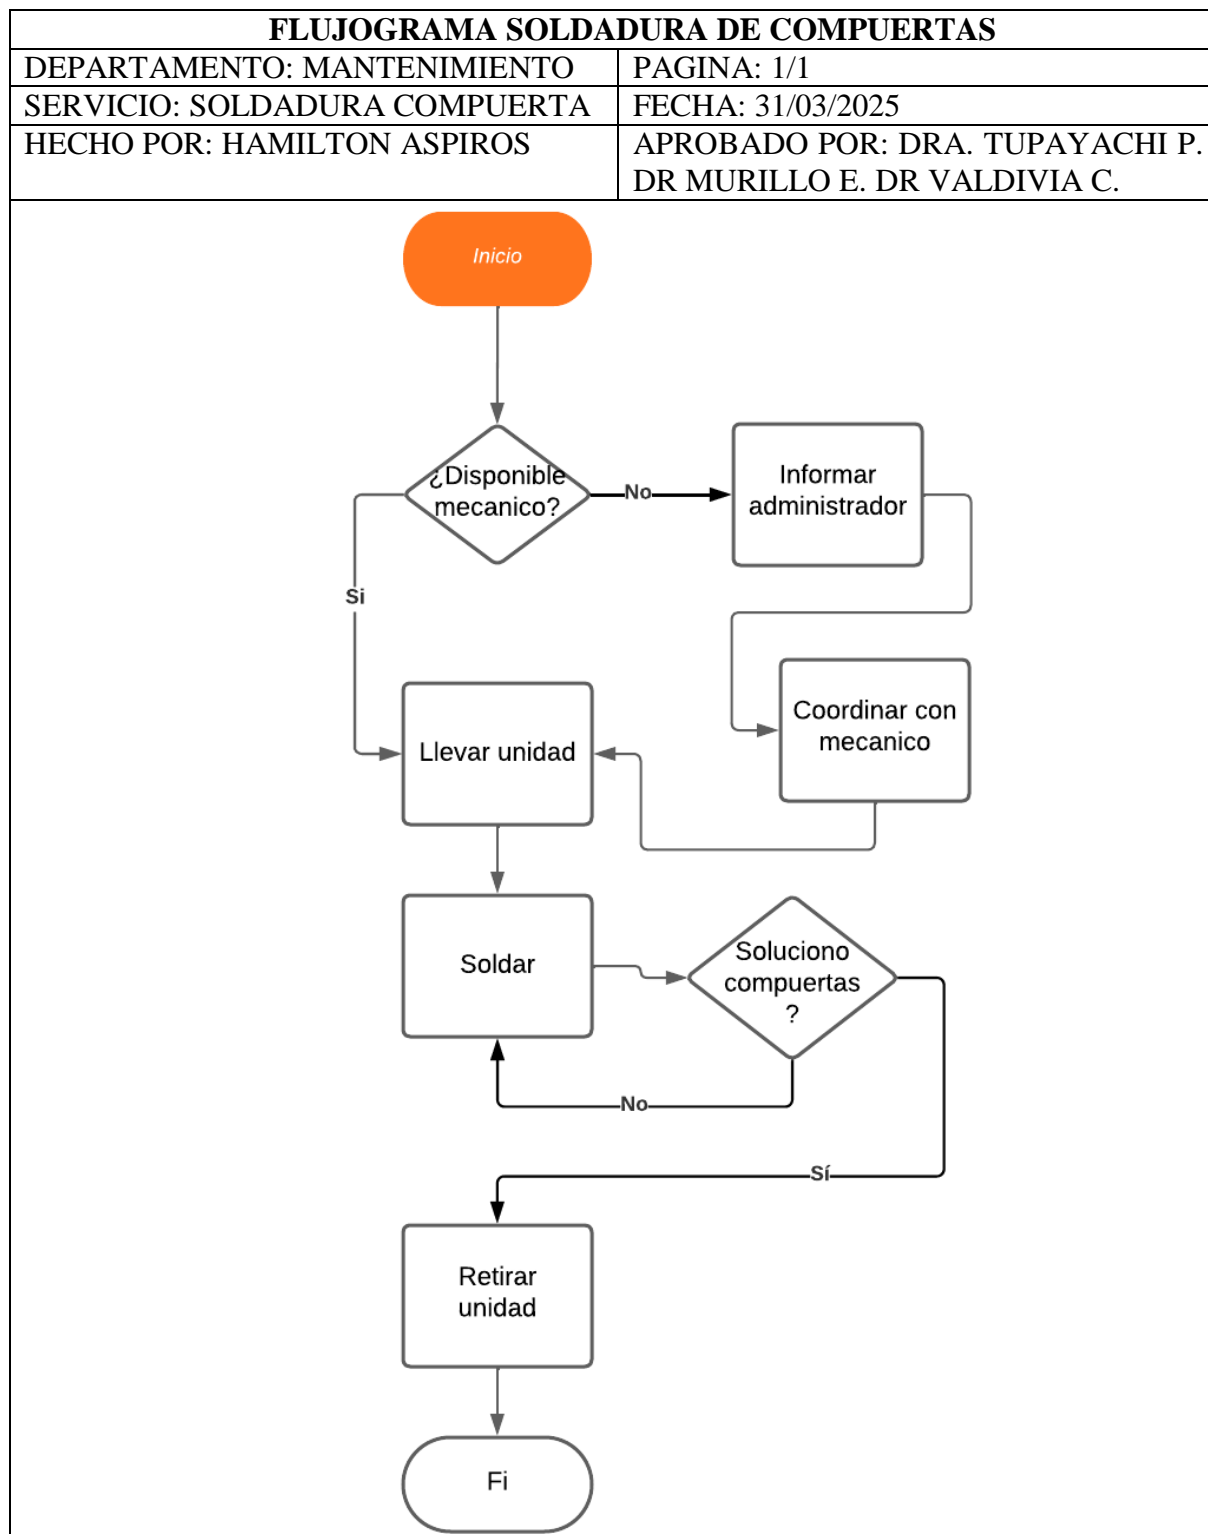 FLUJOGRAMA SOLDADURA DE COMPUERTAS
DEPARTAMENTO: MANTENIMIENTO
PAGINA: 1/1
SERVICIO: SOLDADURA COMPUERTA
FECHA: 31/03/2025
HECHO POR: HAMILTON ASPIROS
APROBADO POR: DRA. TUPAYACHI P.
DR MURILLO E. DR VALDIVIA C.
Inicio
¿Disponible
mecanico?
No
Informar
administrador
Si
Coordinar con
mecanico
Llevar unidad
Soldar
Soluciono
compuertas
?
No
Sí
Retirar
unidad
Fi